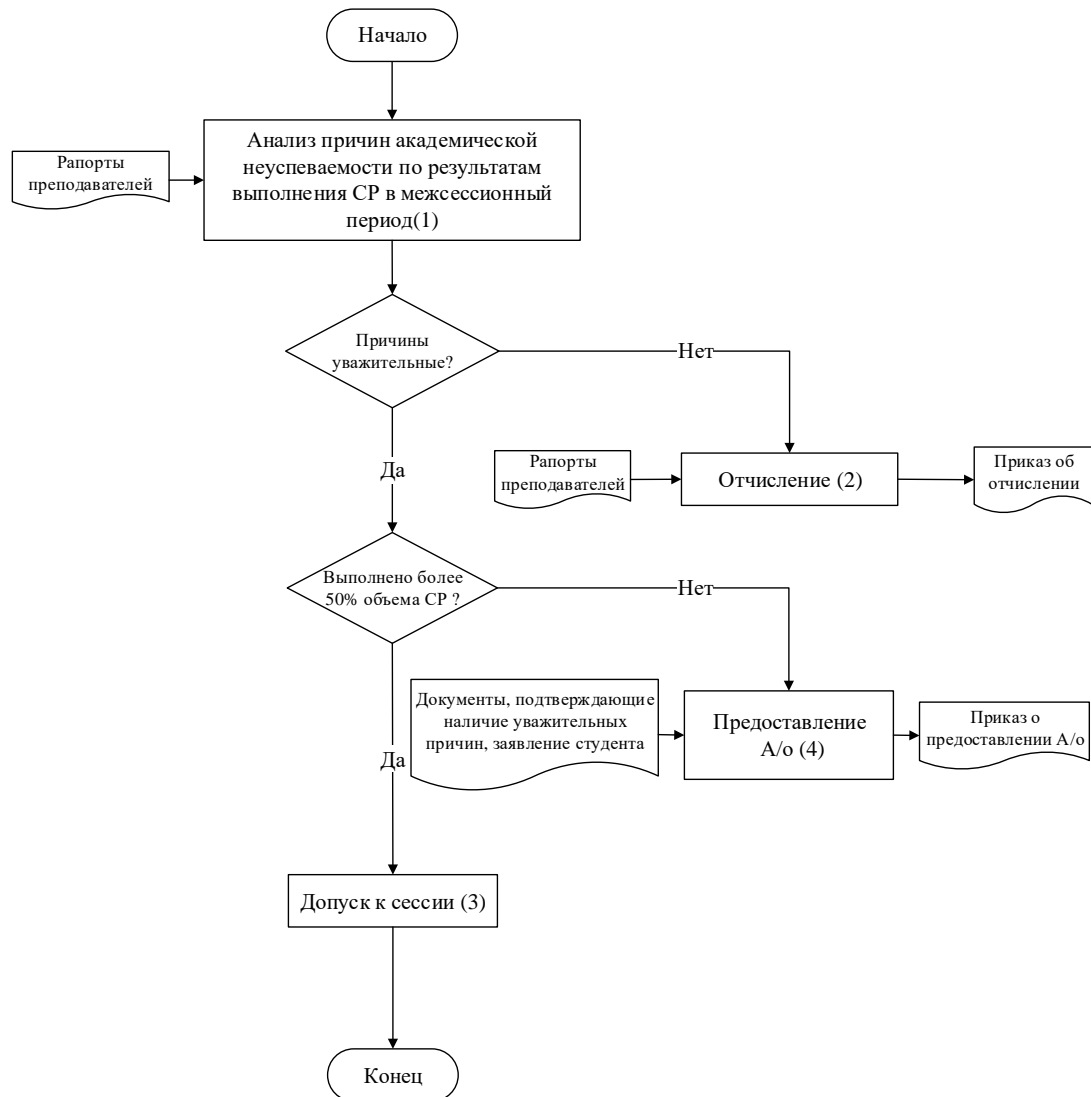 Начало
Анализ причин академической
неуспеваемости по результатам
выполнения СР в межсессионный
период(1)
Рапорты
преподавателей
Причины
уважительные?
Нет
Да
Рапорты
преподавателей
Отчисление (2)
Приказ об
отчислении
Выполнено более
50% объема СР ?
Нет
Документы, подтверждающие
наличие уважительных
причин, заявление студента
Предоставление
А/о (4)
Приказ о
предоставлении А/о
Да
Допуск к сессии (3)
Конец